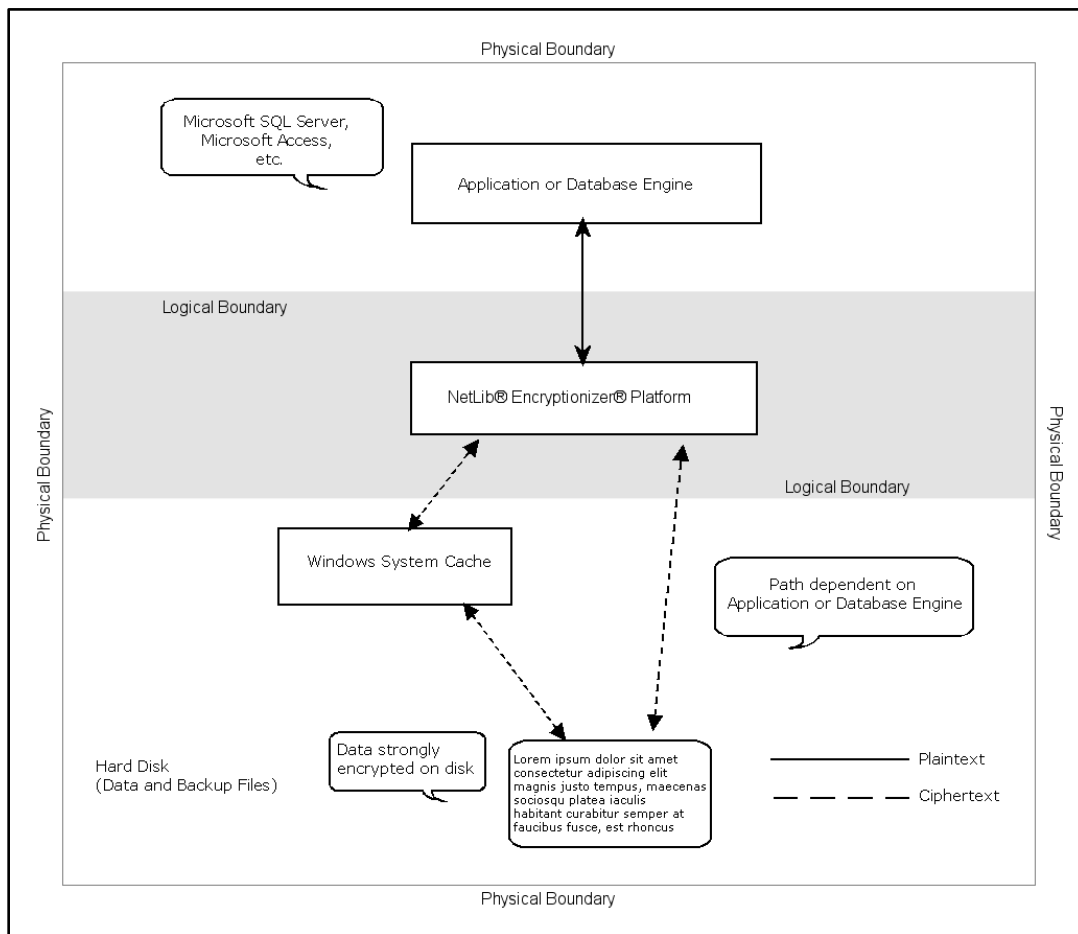 Physical Boundary
Microsoft SQL Server,
Microsoft Access,
etc.
Application or Database Engine
Logical Boundary
NetLib® Encryptionizer® Platform
Physical Boundary
Physical Boundary
Logical Boundary
Windows System Cache
Path dependent on
Application or Database Engine
Data strongly
encrypted on disk
Lorem ipsum dolor sit amet
consectetur adipiscing elit
magnis justo tempus, maecenas
sociosqu platea iaculis
habitant curabitur semper at
faucibus fusce, est rhoncus
Hard Disk
(Data and Backup Files)
Plaintext
Ciphertext
Physical Boundary